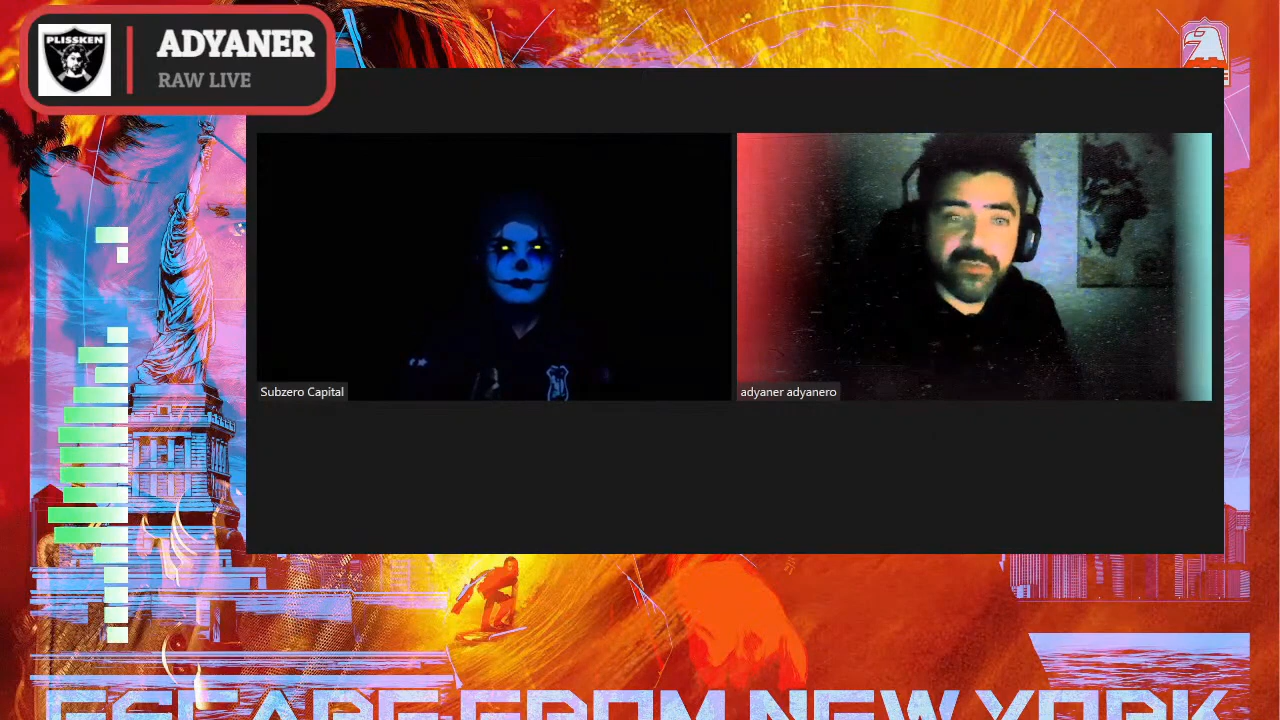 PLISSKEN
ADYANER
RAW LIVE
Subzero Capital
adyaner adyanero
ESCAPE FROM NEW YORK